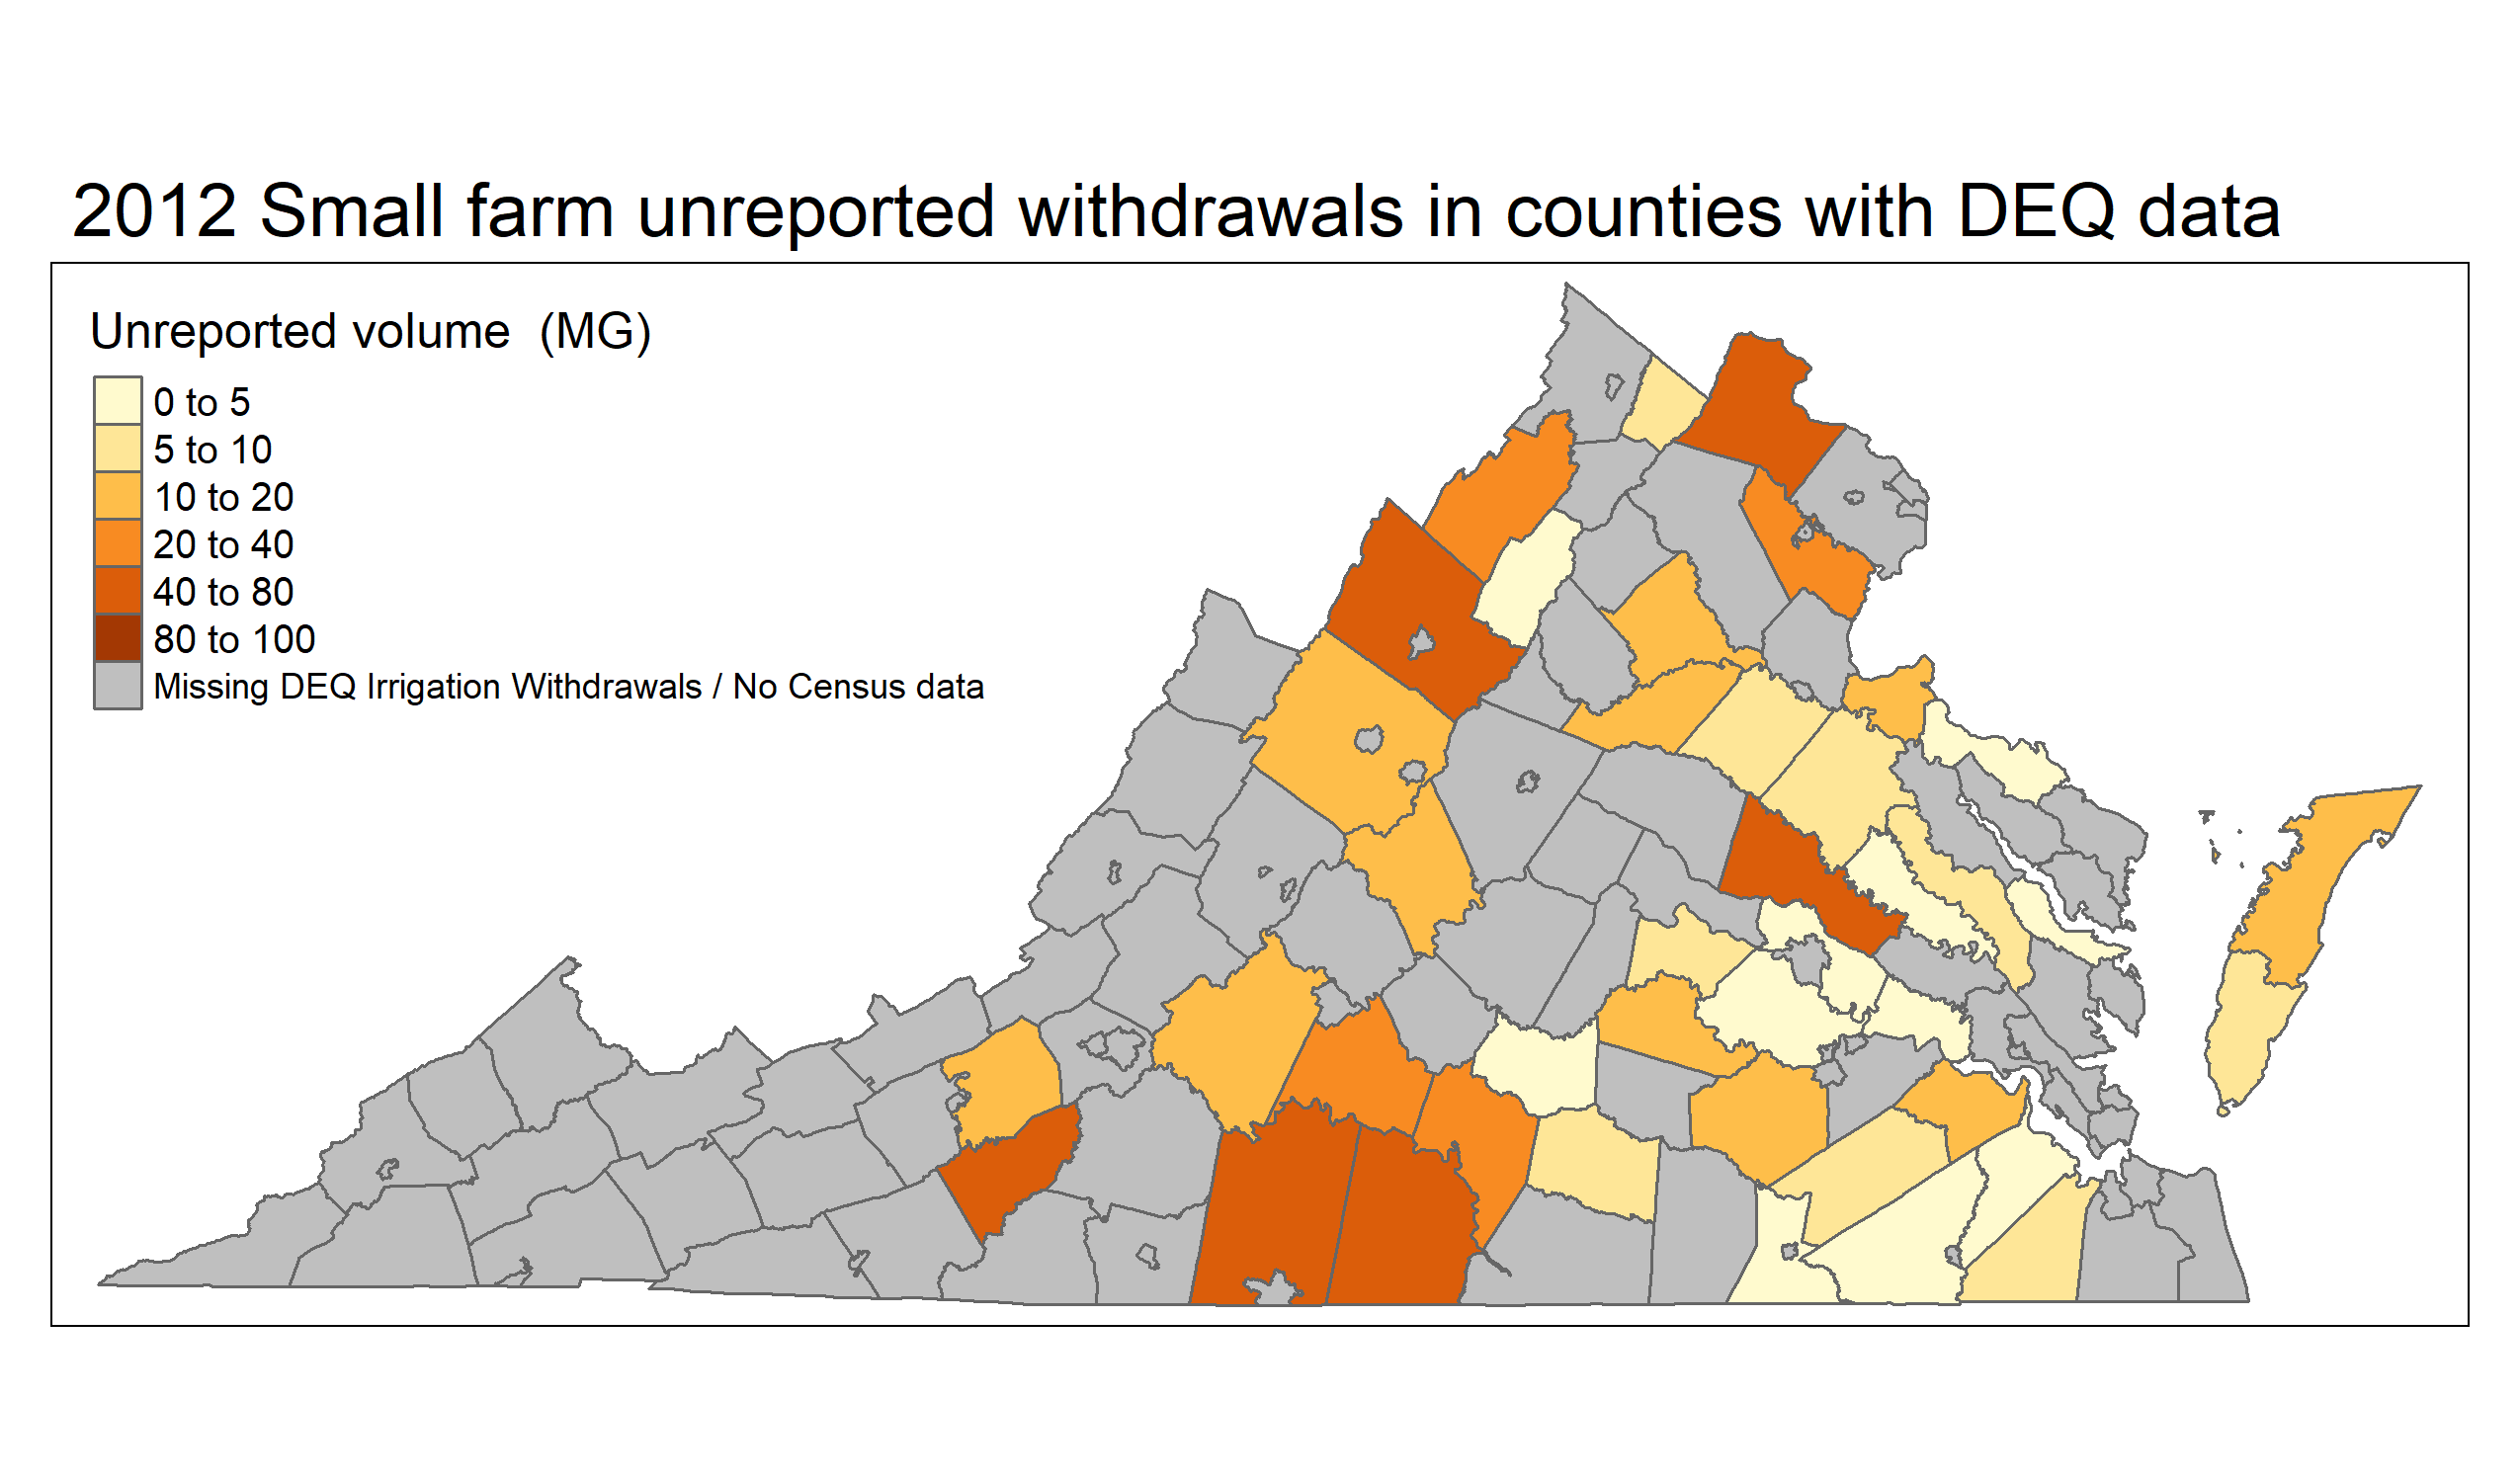 2012 Small farm unreported withdrawals in counties with DEQ data
Unreported volume (MG)
0 to 5
5 to 10
10 to 20
20 to 40
40 to 80
80 to 100
Missing DEQ Irrigation Withdrawals / No Census data